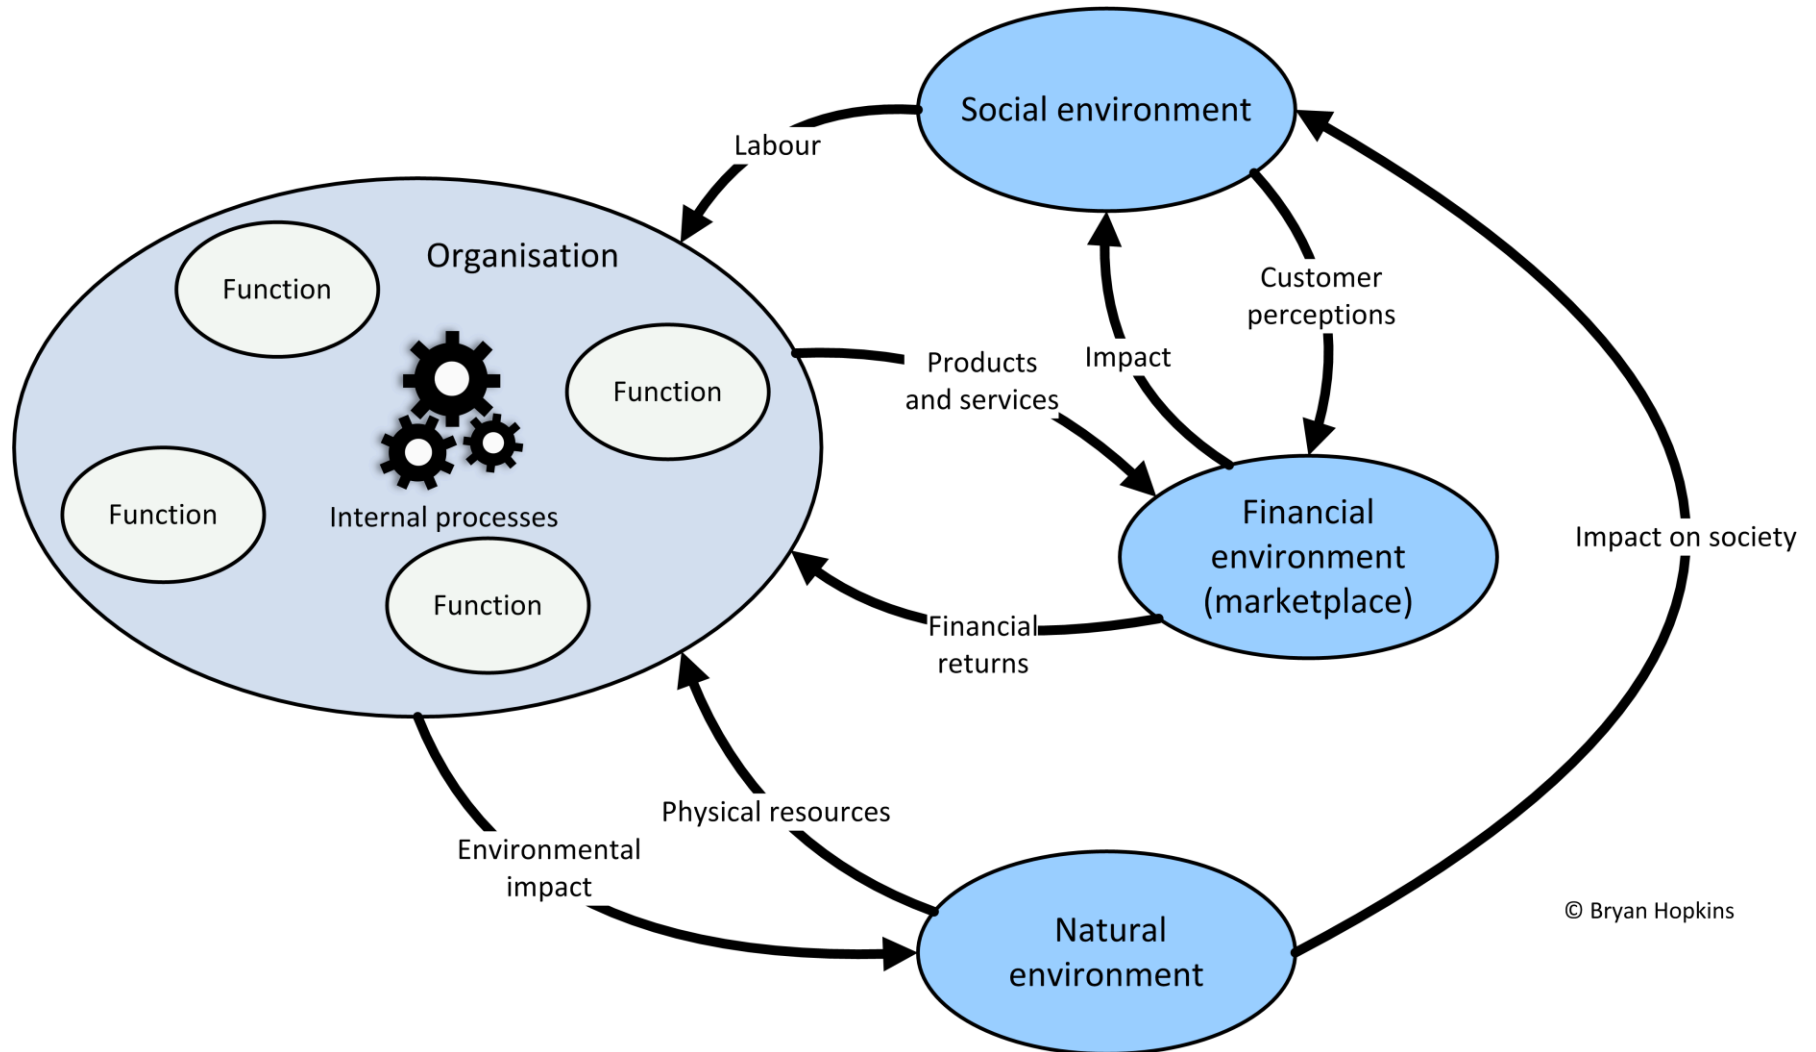 Social environment
Labour
Organisation
Function
Customer
perceptions
Products
and services
Impact
Function
Function
Internal processes
Financial
environment
(marketplace)
Impact on society
Function
Financial
returns
Physical resources
Environmental
impact
Natural
environment
© Bryan Hopkins